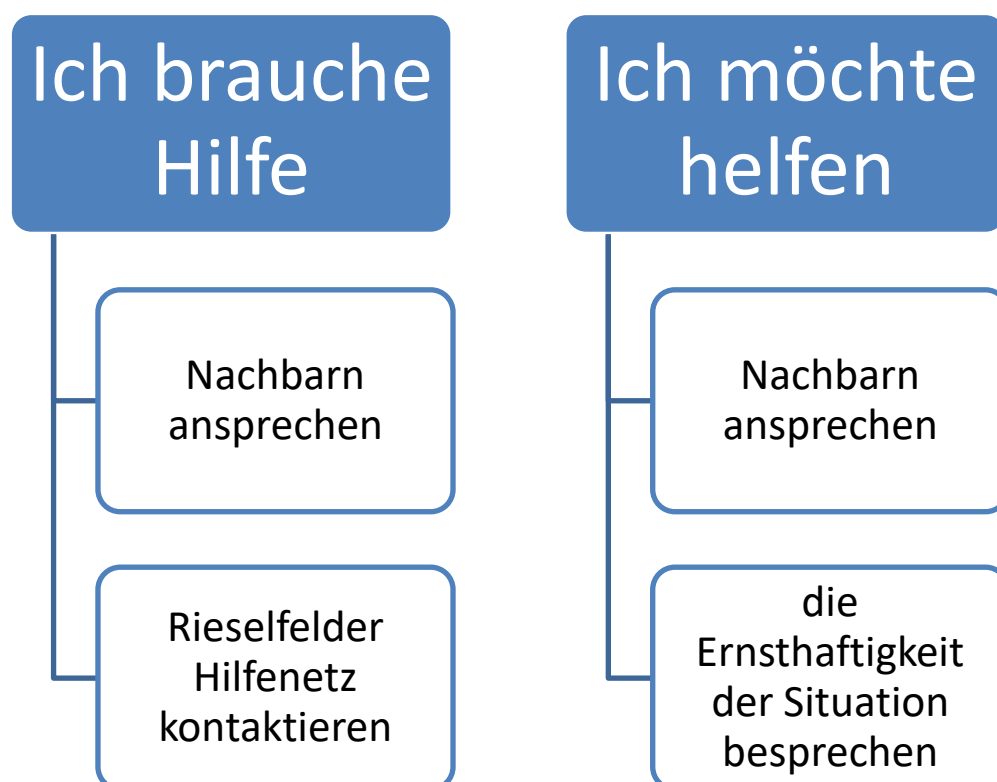 Ich brauche
Hilfe
Nachbarn
ansprechen
Rieselfelder
Hilfenetz
kontaktieren
Ich möchte
helfen
Nachbarn
ansprechen
die
Ernsthaftigkeit
der Situation
besprechen